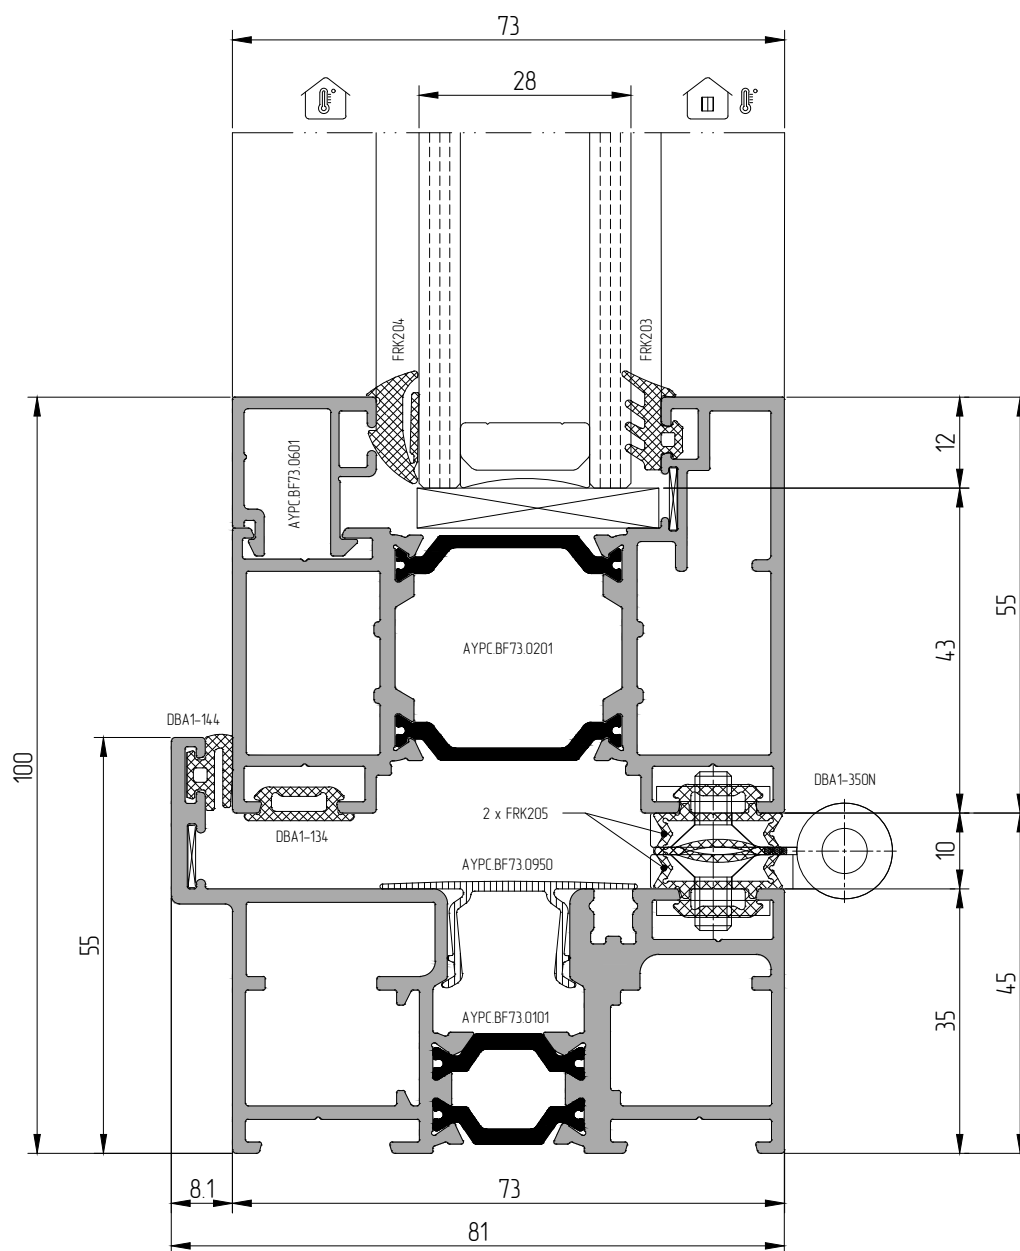 73
28
FRK204
FRK203
12
AYPC.BF73.0601
55
43
AYPC.BF73.0201
DBA1-144
100
DBA1-350N
2 x FRK205
DBA1-134
10
AYPC.BF73.0950
55
45
35
AYPC.BF73.0101
8.1
73
81